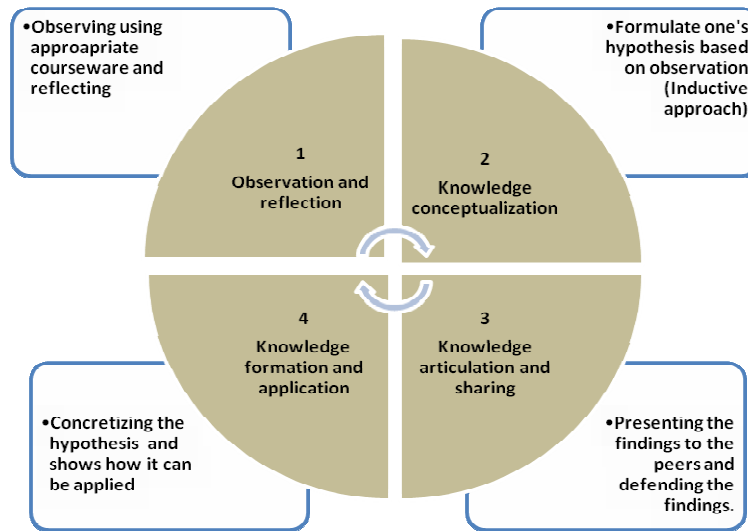 •Observing using
approapriate
courseware and
reflecting
•Formulate one's
hypothesis based
on observation
(Inductive
approach)
1
Observation and
reflection
2
Knowledge
conceptualization
4
Knowledge
formation and
application
3
Knowledge
articulation and
sharing
•Concretizing the
hypothesis and
shows how it can
be applied
•Presenting the
findings to the
peers and
defending the
findings.